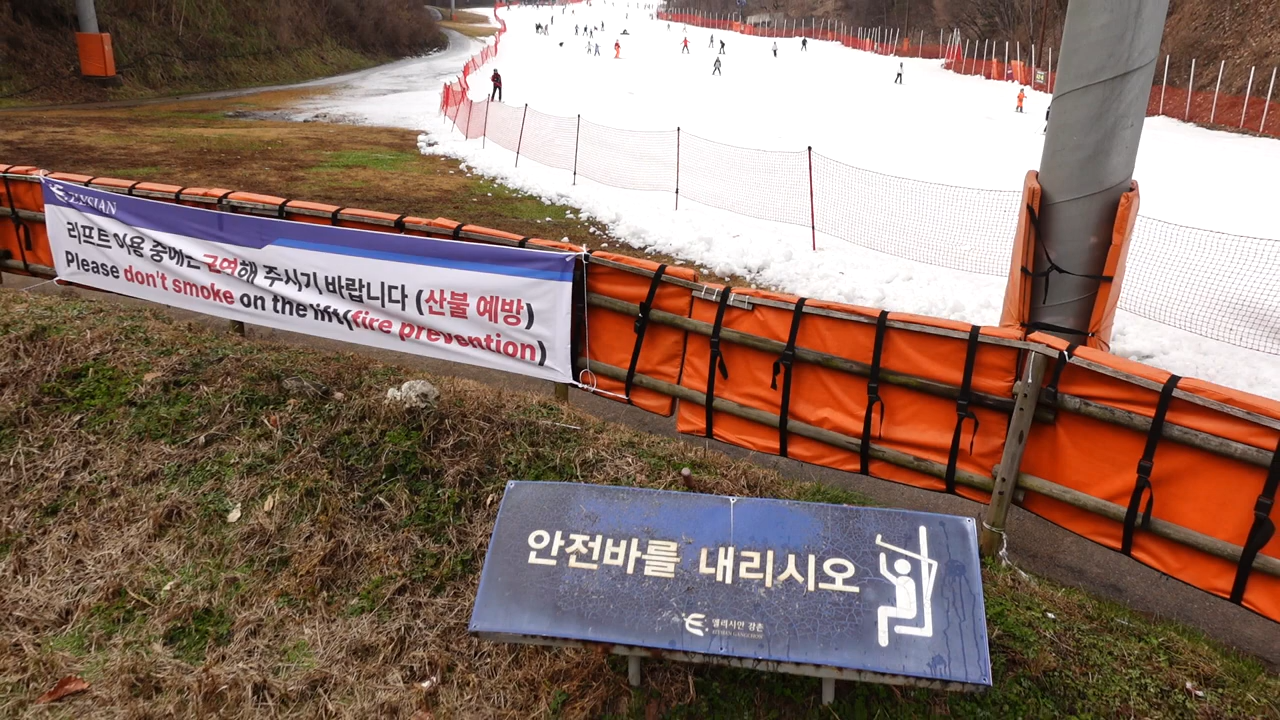 ELYSIAN
리프트 이용 중에는 금연해 주시기 바랍니다 (산불 예방)
Please don't smoke on the lift(fire prevention)
안전바를 내리시오
엘리시안 강촌
ELYSIAN GANGCHON